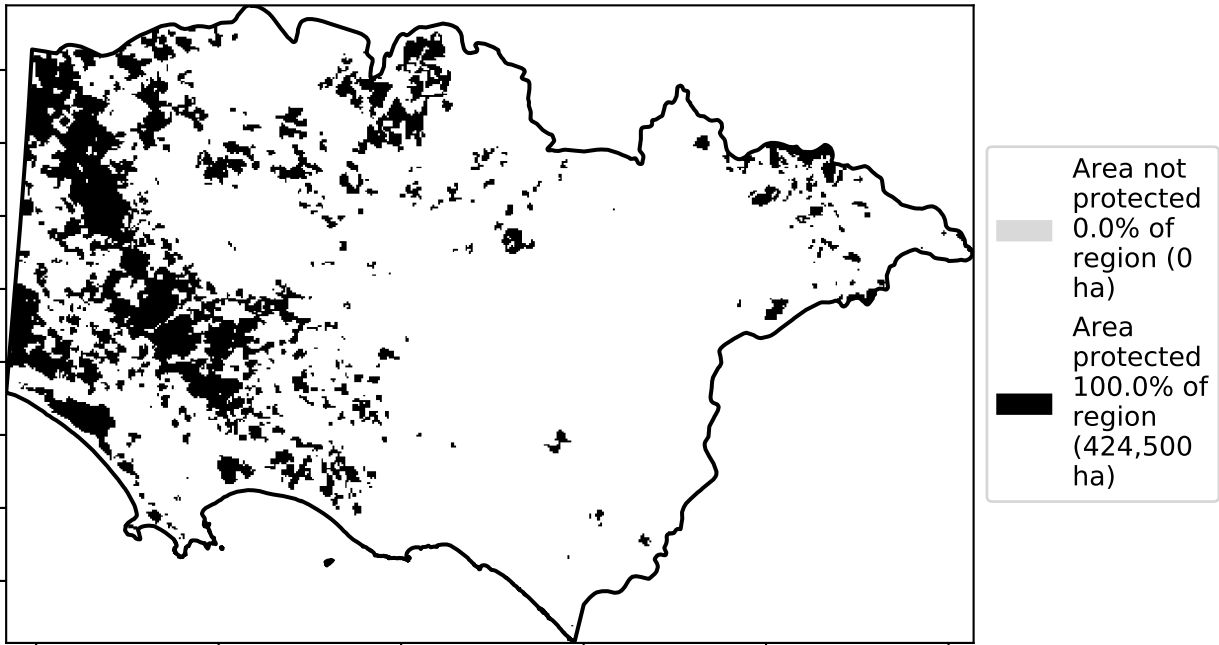 Area not
protected
0.0% of
region (0
ha)
Area
protected
100.0% of
region
(424,500
ha)